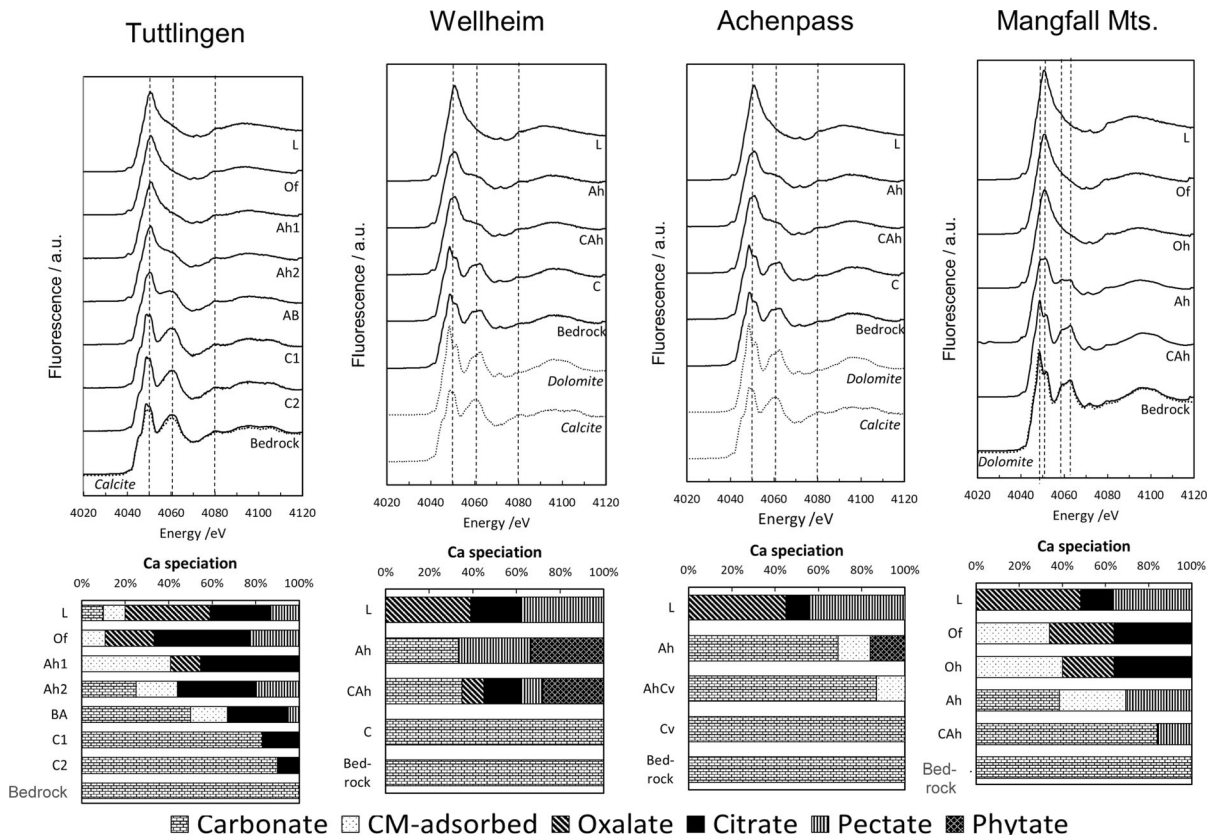 Tuttlingen
Wellheim
Achenpass
Mangfall Mts.
Fluorescence / a.u.
L
Of
Ah1
Ah2
AB
C1
C2
Bedrock
Calcite
4020 4040 4060 4080 4100 4120
Energy /eV
Fluorescence / a.u.
L
Ah
CAh
C
Bedrock
Dolomite
Calcite
4020 4040 4060 4080 4100 4120
Energy /eV
Fluorescence / a.u.
L
Ah
CAh
C
Bedrock
Dolomite
Calcite
4020 4040 4060 4080 4100 4120
Energy /eV
Fluorescence / a.u.
L
Of
Oh
Ah
CAh
Bedrock
Dolomite
4020 4040 4060 4080 4100 4120
Energy /eV
Ca speciation
0% 20% 40% 60% 80% 100%
L
Of
Ah1
Ah2
BA
C1
C2
Bedrock
Ca speciation
0% 20% 40% 60% 80% 100%
L
Ah
CAh
C
Bed-
rock
Ca speciation
0% 20% 40% 60% 80% 100%
L
Ah
AhCv
Cv
Bed-
rock
Ca speciation
0% 20% 40% 60% 80% 100%
L
Of
Oh
Ah
CAh
Bed-
rock
Carbonate CM-adsorbed Oxalate Citrate Pectate Phytate